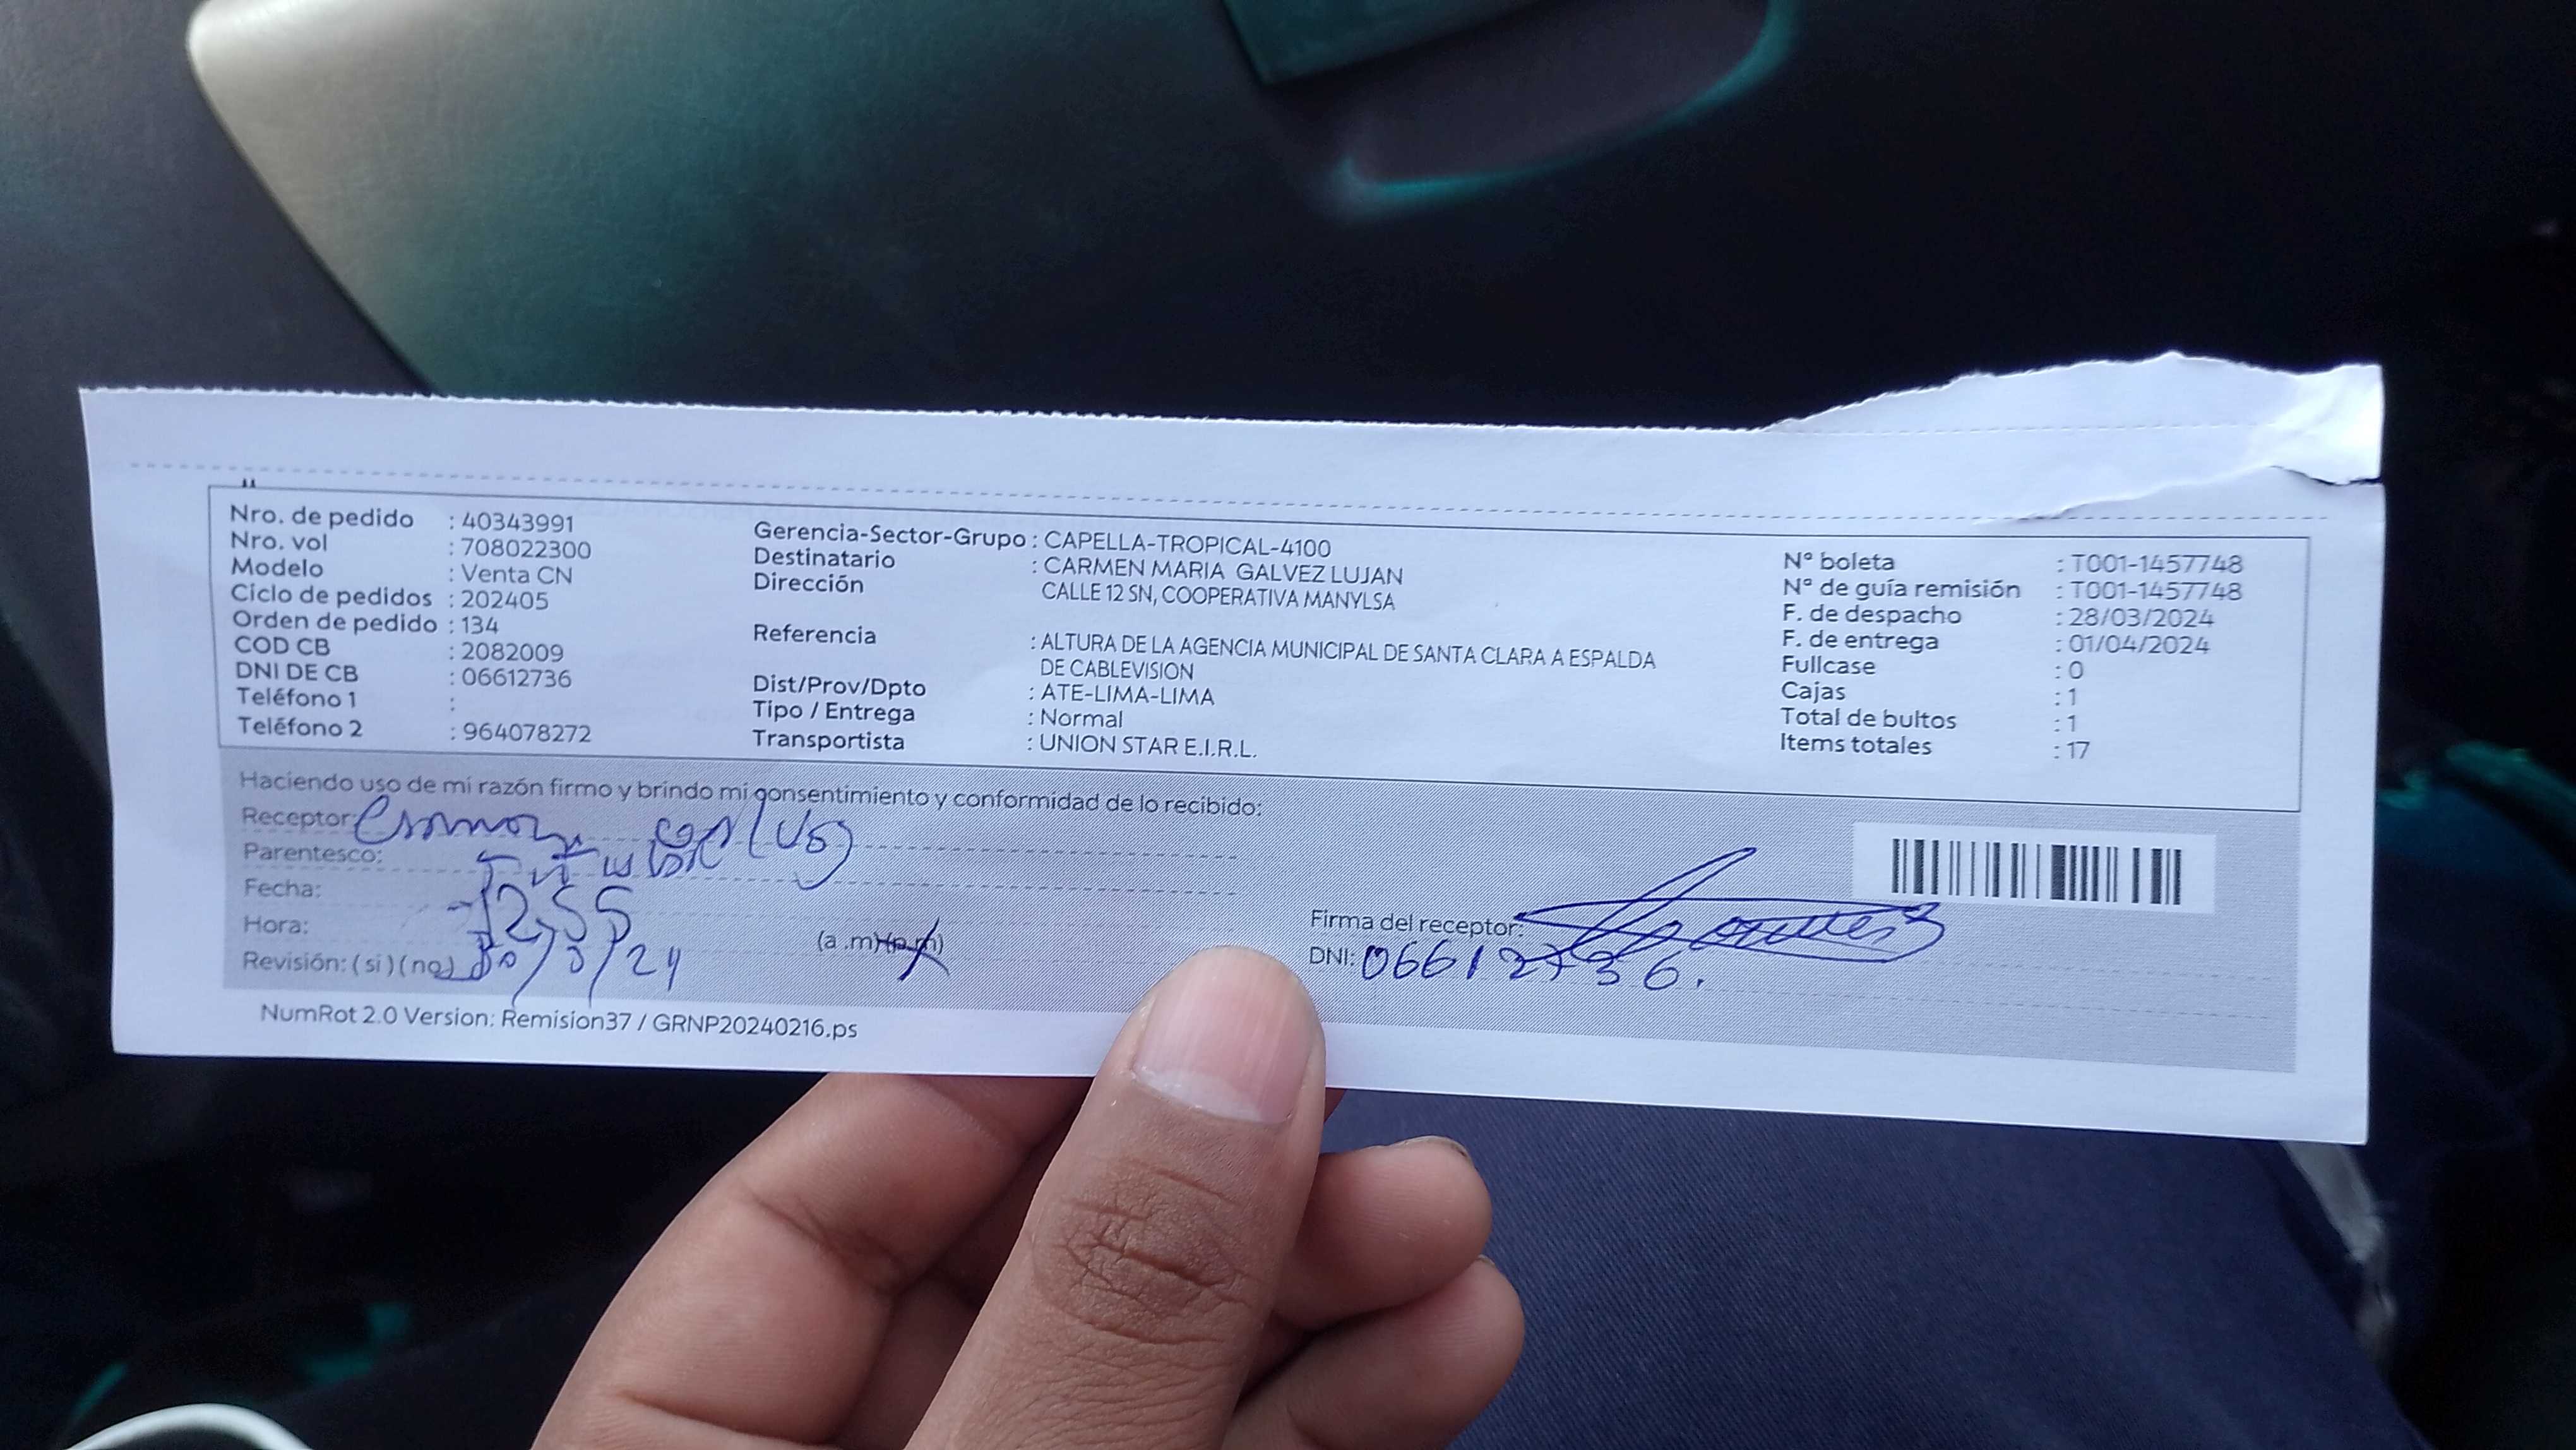 Nro. de pedido : 40343991
Nro. vol : 708022300
Modelo : Venta CN
Ciclo de pedidos : 202405
Orden de pedido : 134
COD CB : 2082009
DNI DE CB : 06612736
Teléfono 1 :
Teléfono 2 : 964078272
Gerencia-Sector-Grupo : CAPELLA-TROPICAL-4100
Destinatario : CARMEN MARIA GALVEZ LUJAN
Dirección CALLE 12 SN, COOPERATIVA MANYLSA
Referencia : ALTURA DE LA AGENCIA MUNICIPAL DE SANTA CLARA A ESPALDA
DE CABLEVISION
Dist/Prov/Dpto : ATE-LIMA-LIMA
Tipo / Entrega : Normal
Transportista : UNION STAR E.I.R.L.
N° boleta : T001-1457748
N° de guía remisión : T001-1457748
F. de despacho : 28/03/2024
F. de entrega : 01/04/2024
Fullcase : 0
Cajas : 1
Total de bultos : 1
Items totales : 17
Haciendo uso de mi razón firmo y brindo mi consentimiento y conformidad de lo recibido:
Receptor:
Parentesco:
Fecha: 12,55
Hora: (a .m)(p.m)
Revisión: ( si ) ( no ) 30/3/24
Firma del receptor:
DNI: 06612736.
NumRot 2.0 Version: Remision37 / GRNP20240216.ps